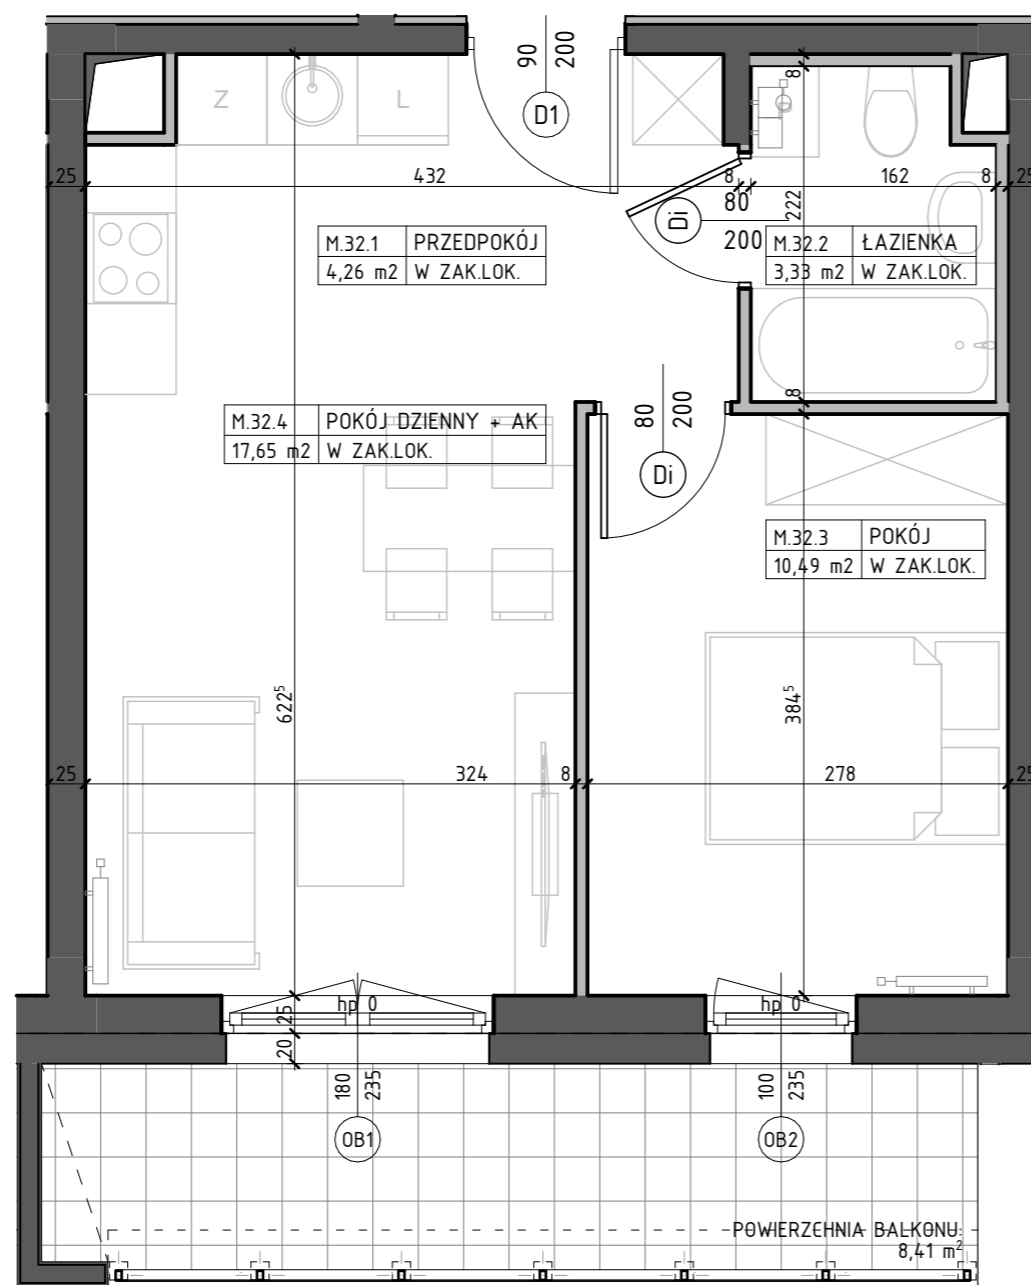 90
200
D1
Z
L
8
25
432
8
162
8
25
222
Di
80
200
M.32.1 PRZEDPOKÓJ
4,26 m2 W ZAK.LOK.
M.32.2 ŁAZIENKA
3,33 m2 W ZAK.LOK.
8
80
200
Di
M.32.4 POKÓJ DZIENNY + AK
17,65 m2 W ZAK.LOK.
M.32.3 POKÓJ
10,49 m2 W ZAK.LOK.
622⁵
384⁵
25
324
8
278
25
hp 0
hp 0
25
20
180
235
100
235
OB1
OB2
POWIERZCHNIA BALKONU:
8,41 m²